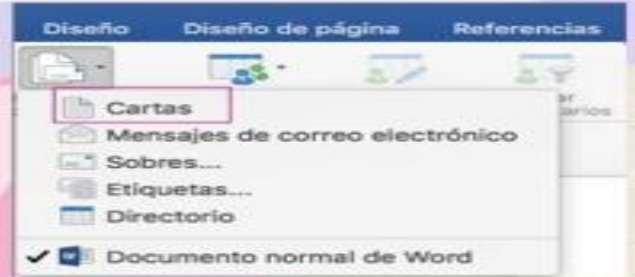 Diseño Diseño de página Referencias
Cartas
Mensajes de correo electrónico
Sobres...
Etiquetas...
Directorio
Documento normal de Word